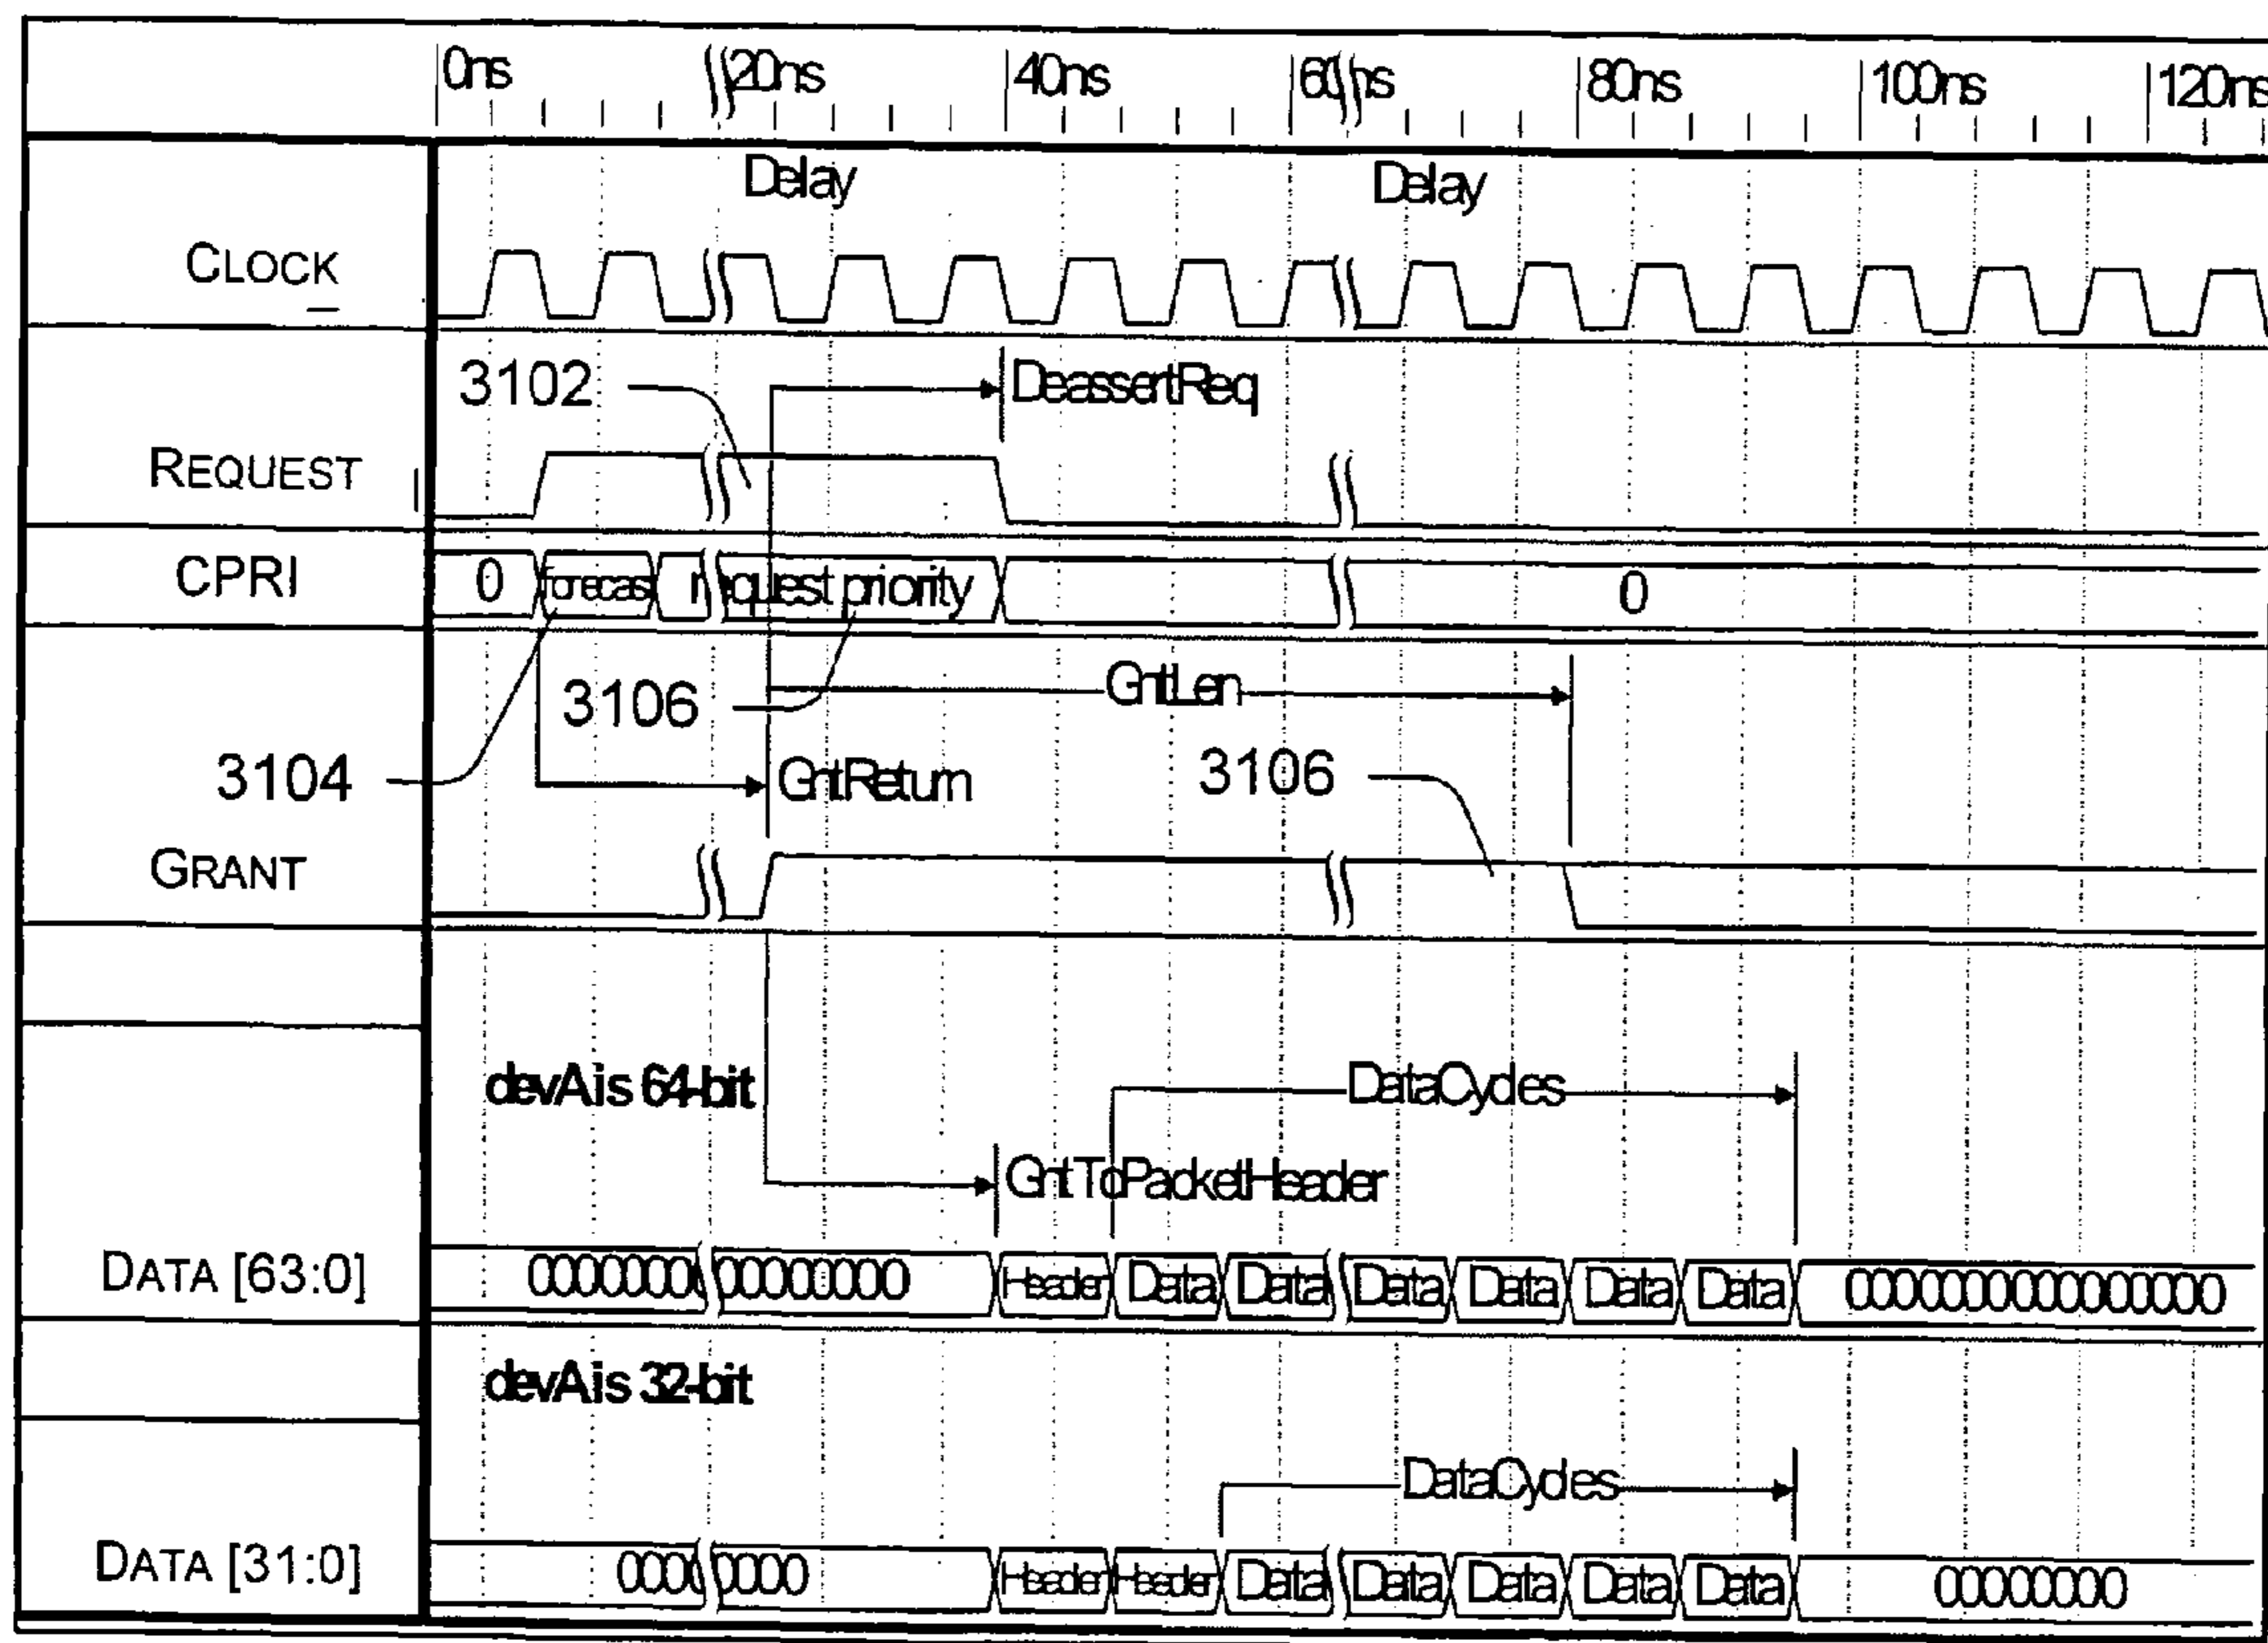 0ns 20ns 40ns 60ns 80ns 100ns 120ns
Delay Delay
CLOCK
3102 DeassertReq
REQUEST
CPRI 0 forecast request priority 0
3106 GntLen
3104 GntReturn 3106
GRANT
devA is 64-bit DataCycles
GntToPacketHeader
DATA [63:0] 0000000 00000000 Header Data Data Data Data Data Data 0000000000000000
devA is 32-bit
DataCycles
DATA [31:0] 0000 0000 Header Header Data Data Data Data Data 00000000